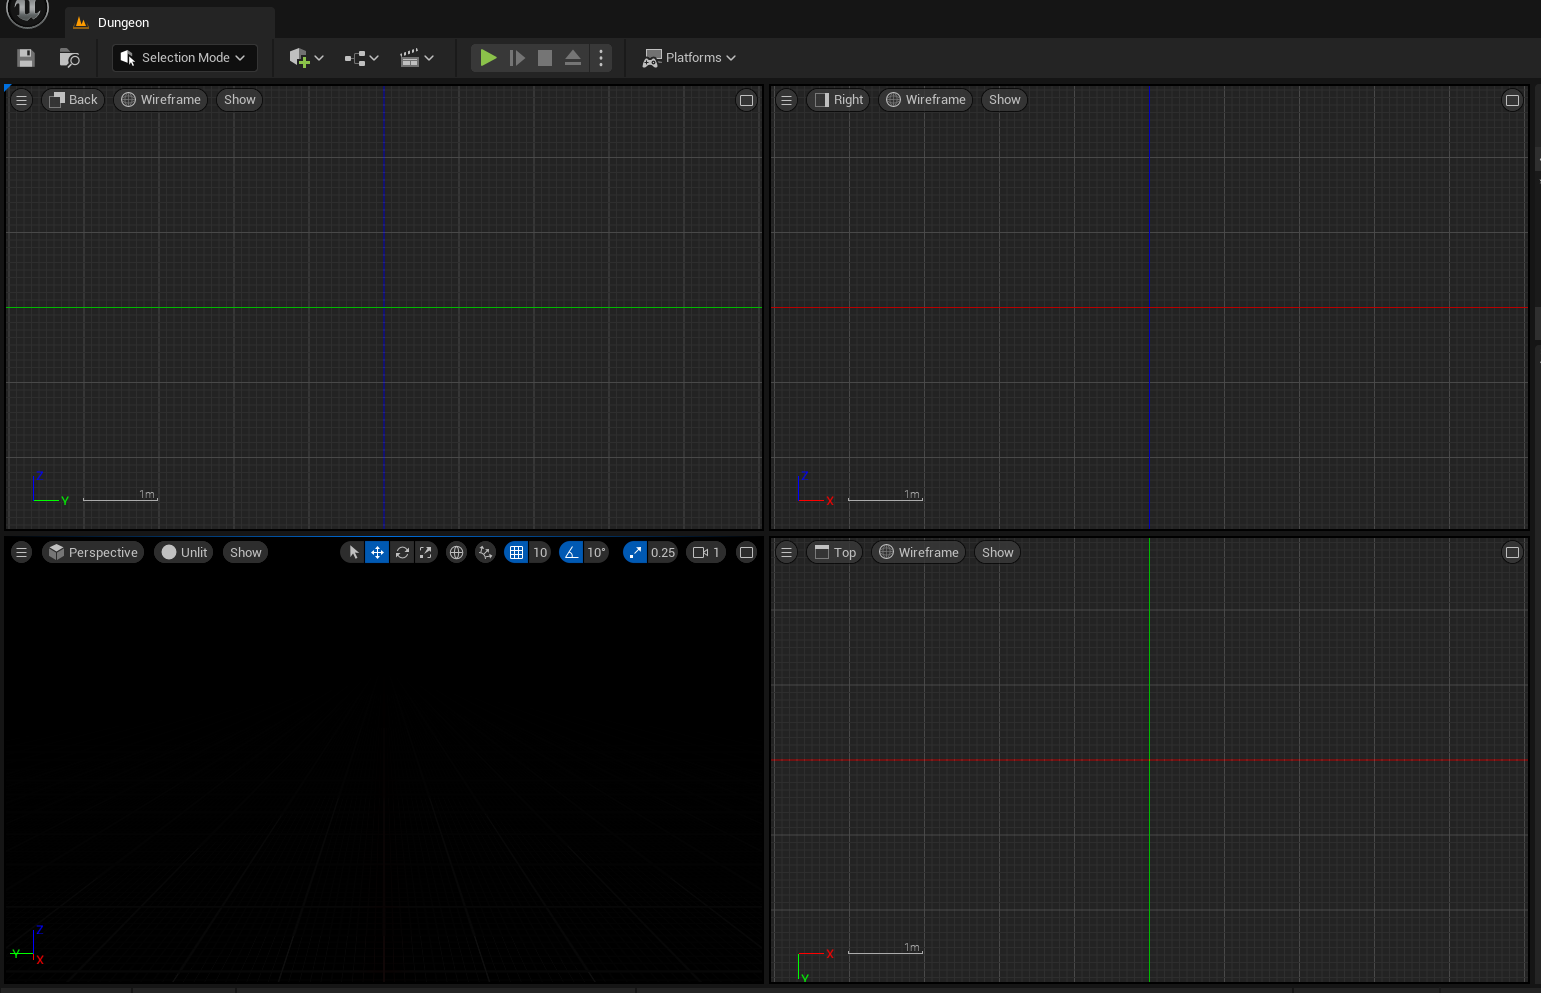 Dungeon
Selection Mode
Platforms
Back Wireframe Show
Right Wireframe Show
Z
Y 1m
Z
X 1m
Perspective Unlit Show 10 10° 0.25 1
Top Wireframe Show
Z
Y
X
X 1m
Y